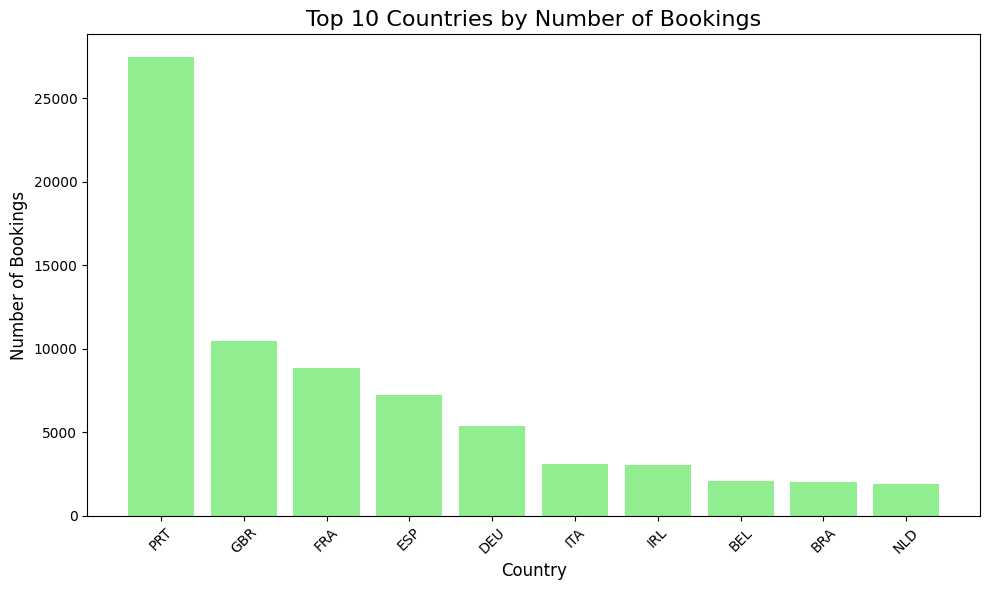 Top 10 Countries by Number of Bookings
Number of Bookings
25000
20000
15000
10000
5000
0
PRT GBR FRA ESP DEU ITA IRL BEL BRA NLD
Country